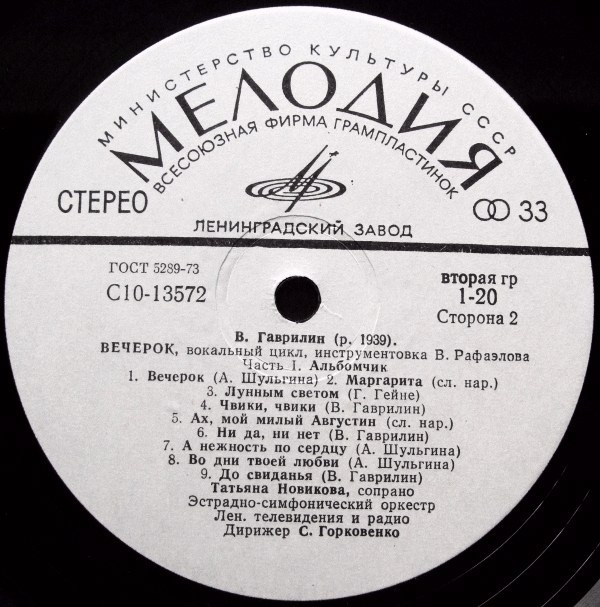 МИНИСТЕРСТВО КУЛЬТУРЫ СССР
МЕЛОДИЯ
ВСЕСОЮЗНАЯ ФИРМА ГРАМПЛАСТИНОК
СТЕРЕО
33
ЛЕНИНГРАДСКИЙ ЗАВОД
ГОСТ 5289-73
С10-13572
вторая гр
1-20
Сторона 2
В. Гаврилин (р. 1939).
ВЕЧЕРОК, вокальный цикл, инструментовка В. Рафаэлова
Часть I. Альбомчик
1. Вечерок (А. Шульгина) 2. Маргарита (сл. нар.)
3. Лунным светом (Г. Гейне)
4. Чвики, чвики (В. Гаврилин)
5. Ах, мой милый Августин (сл. нар.)
6. Ни да, ни нет (В. Гаврилин)
7. А нежность по сердцу (А. Шульгина)
8. Во дни твоей любви (А. Шульгина)
9. До свиданья (В. Гаврилин)
Татьяна Новикова, сопрано
Эстрадно-симфонический оркестр
Лен. телевидения и радио
Дирижер С. Горковенко